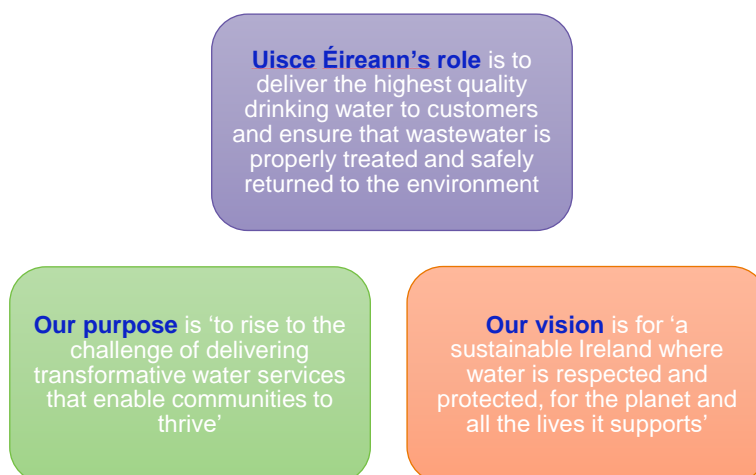 Uisce Éireann’s role is to
deliver the highest quality
drinking water to customers
and ensure that wastewater is
properly treated and safely
returned to the environment
Our purpose is ‘to rise to the
challenge of delivering
transformative water services
that enable communities to
thrive’
Our vision is for ‘a
sustainable Ireland where
water is respected and
protected, for the planet and
all the lives it supports’